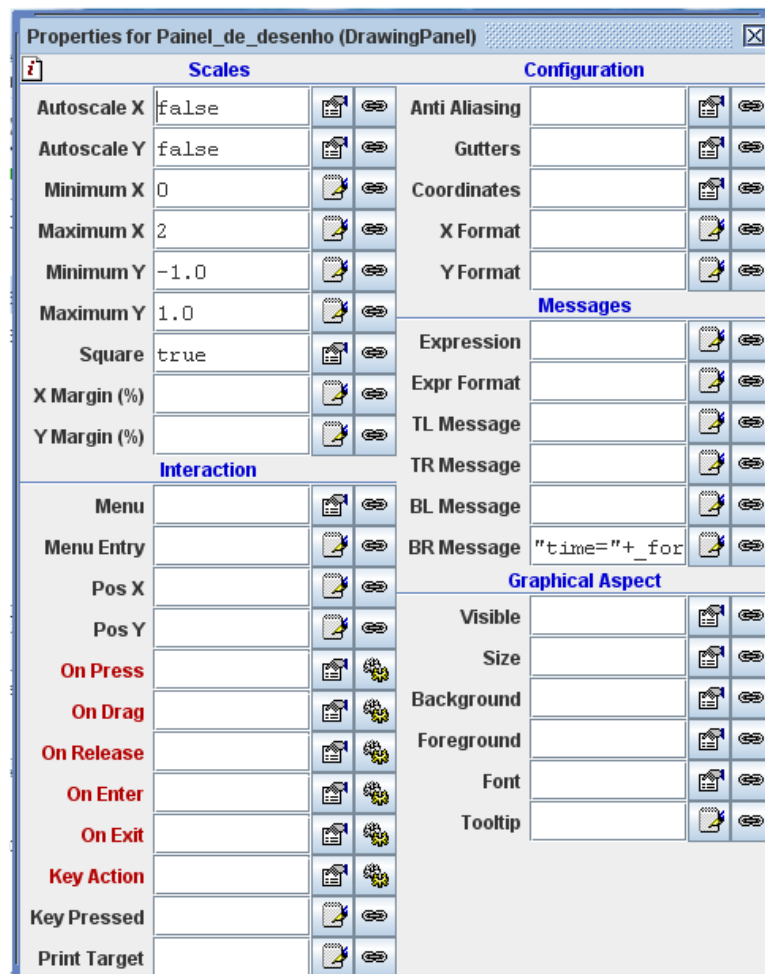 Properties for Painel_de_desenho (DrawingPanel)
Scales
Autoscale X false
Autoscale Y false
Minimum X 0
Maximum X 2
Minimum Y -1.0
Maximum Y 1.0
Square true
X Margin (%)
Y Margin (%)
Interaction
Menu
Menu Entry
Pos X
Pos Y
On Press
On Drag
On Release
On Enter
On Exit
Key Action
Key Pressed
Print Target
Configuration
Anti Aliasing
Gutters
Coordinates
X Format
Y Format
Messages
Expression
Expr Format
TL Message
TR Message
BL Message
BR Message "time="+_for
Graphical Aspect
Visible
Size
Background
Foreground
Font
Tooltip